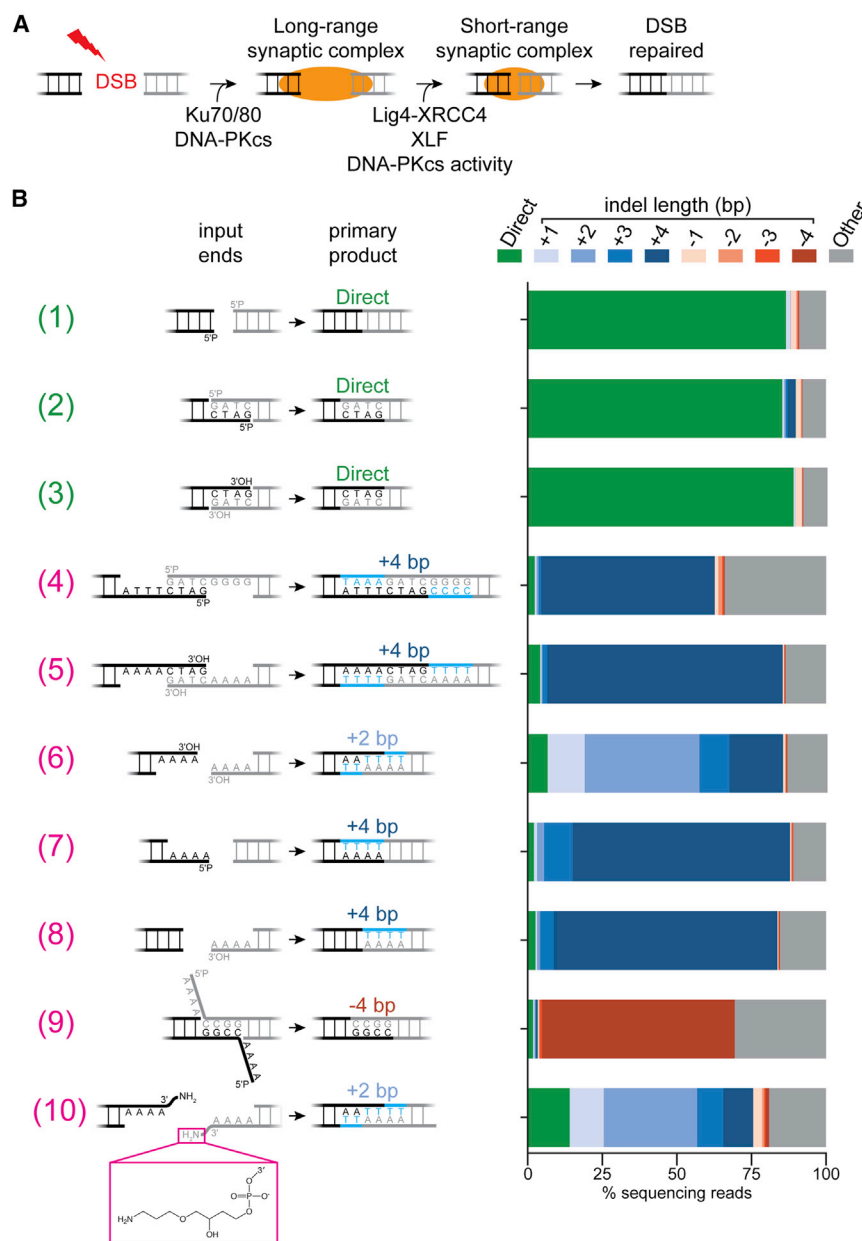 A
Long-range
synaptic complex
Short-range
synaptic complex
DSB
repaired
DSB
Ku70/80
DNA-PKcs
Lig4-XRCC4
XLF
DNA-PKcs activity
B
input
ends
primary
product
indel length (bp)
Direct
+1
+2
+3
+4
-1
-2
-3
-4
Other
(1)
5'P
5'P
Direct
(2)
5'P
GATC
CTAG
5'P
Direct
GATC
CTAG
(3)
3'OH
CTAG
GATC
3'OH
Direct
CTAG
GATC
(4)
5'P
GATCGGGG
ATTTCTAG
5'P
+4 bp
TAAAGATCGGGG
ATTTCTAGCCCC
(5)
3'OH
AAAACTAG
GATCAAAA
3'OH
+4 bp
AAAACTAGTTTT
TTTTGATCAAAA
(6)
3'OH
AAAA
AAAA
3'OH
+2 bp
AATTTT
TTAAAA
(7)
AAAA
5'P
+4 bp
TTTT
AAAA
(8)
AAAA
3'OH
+4 bp
TTTT
AAAA
(9)
5'P
AAAA
CCGG
GGCC
AAAA
5'P
-4 bp
CCGG
GGCC
(10)
3'
NH2
AAAA
AAAA
H2N
3'
+2 bp
AATTTT
TTAAAA
3'
O
O=P-O-
O
H2N
O
OH
0
25
50
75
100
% sequencing reads